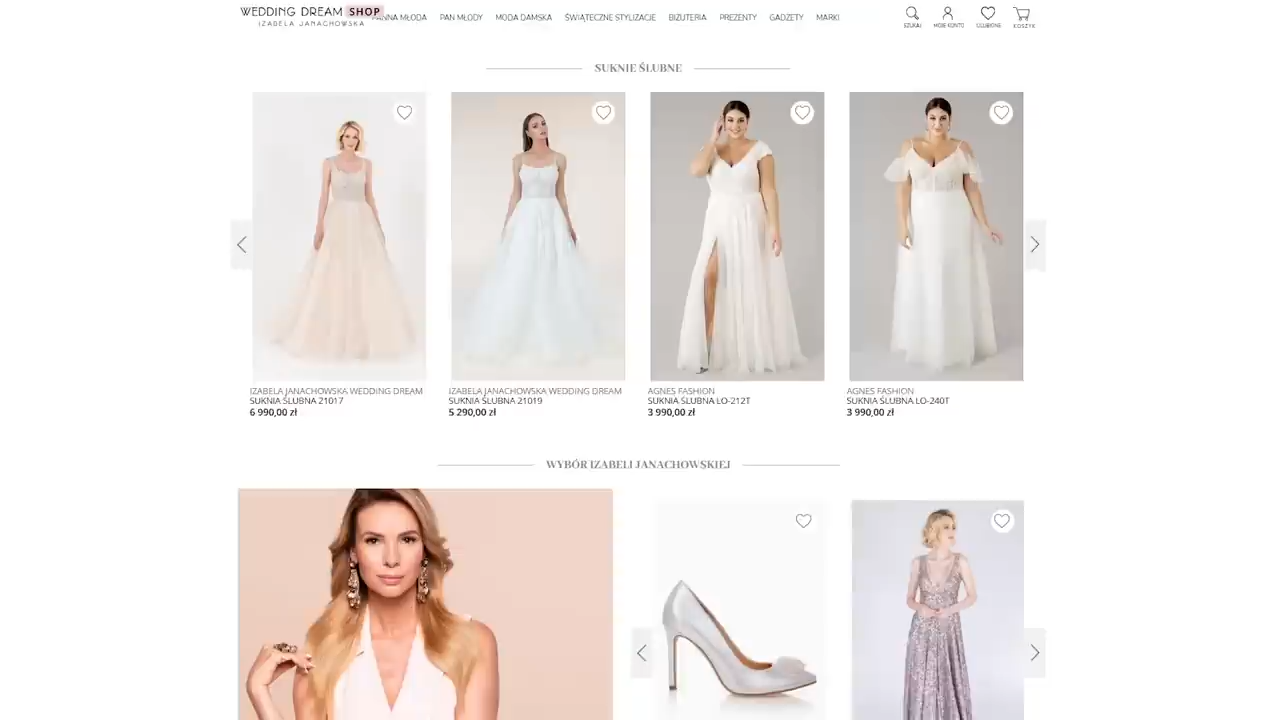 WEDDING DREAM SHOP
IZABELA JANACHOWSKA
PANNA MŁODA PAN MŁODY MODA DAMSKA ŚWIĄTECZNE STYLIZACJE BIŻUTERIA PREZENTY GADŻETY MARKI
SZUKAJ MOJE KONTO ULUBIONE KOSZYK
SUKNIE ŚLUBNE
IZABELA JANACHOWSKA WEDDING DREAM
SUKNIA ŚLUBNA 21017
6 990,00 zł
IZABELA JANACHOWSKA WEDDING DREAM
SUKNIA ŚLUBNA 21019
5 290,00 zł
AGNES FASHION
SUKNIA ŚLUBNA LO-212T
3 990,00 zł
AGNES FASHION
SUKNIA ŚLUBNA LO-240T
3 990,00 zł
WYBÓR IZABELI JANACHOWSKIEJ